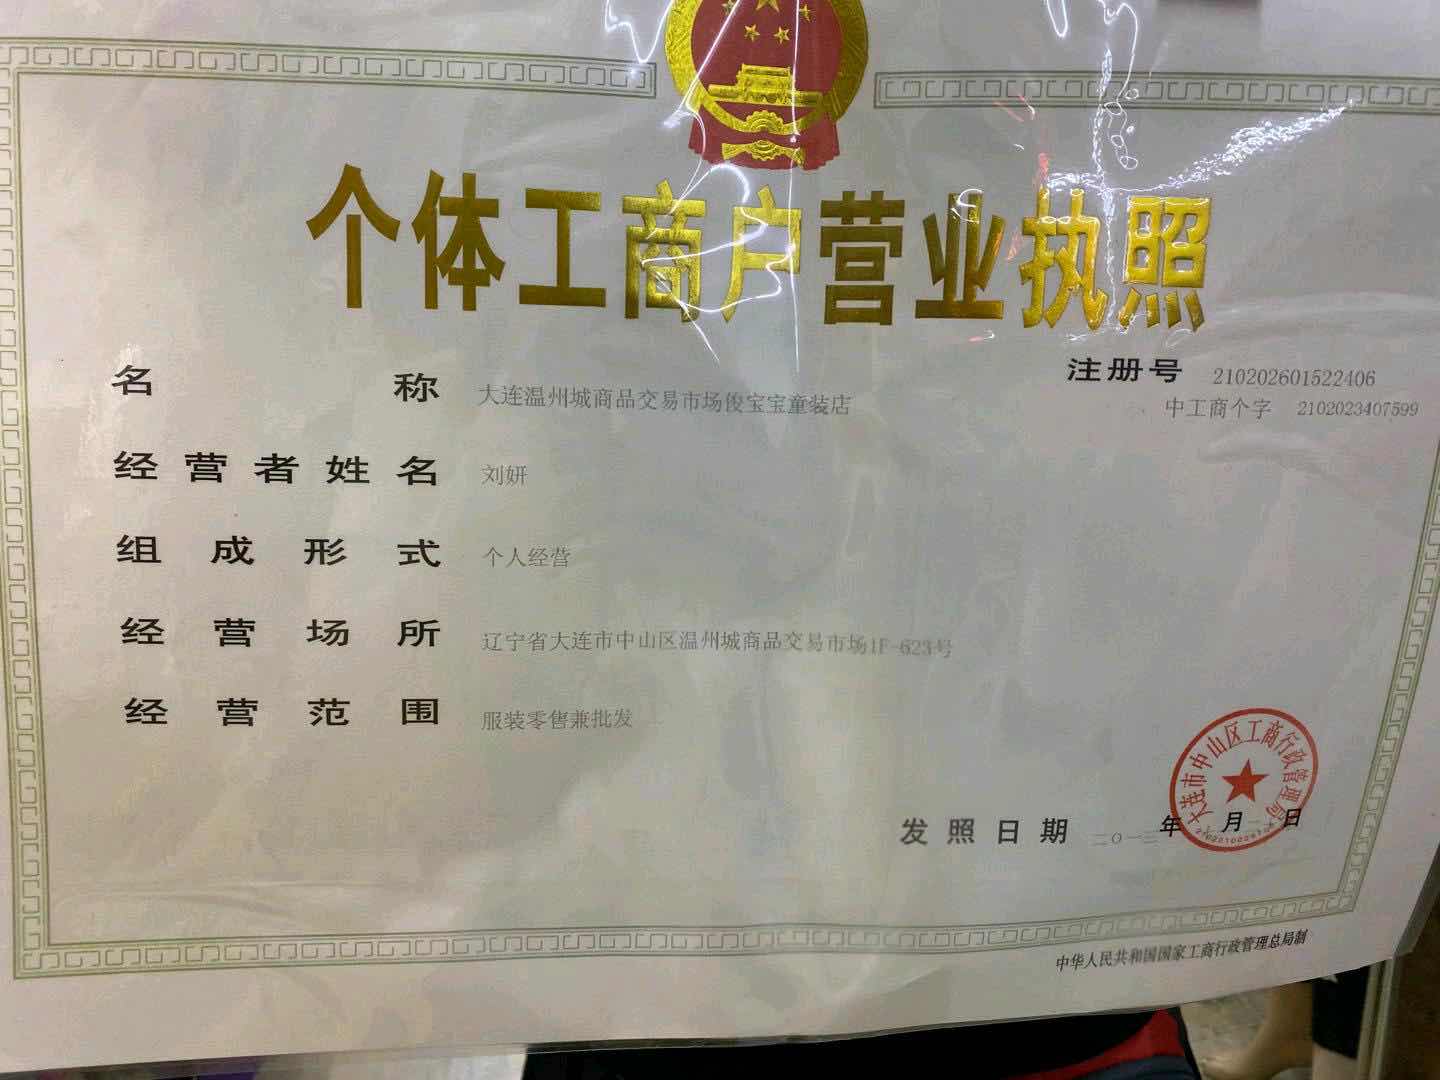 个体工商户营业执照
注册号 210202601522406
中工商个字 2102023407599
名称 大连温州城商品交易市场俊宝宝童装店
经营者姓名 刘妍
组成形式 个人经营
经营场所 辽宁省大连市中山区温州城商品交易市场1F-623号
经营范围 服装零售兼批发
大连市中山区工商行政管理局
发照日期 二〇一三年 月 日
中华人民共和国国家工商行政管理总局制